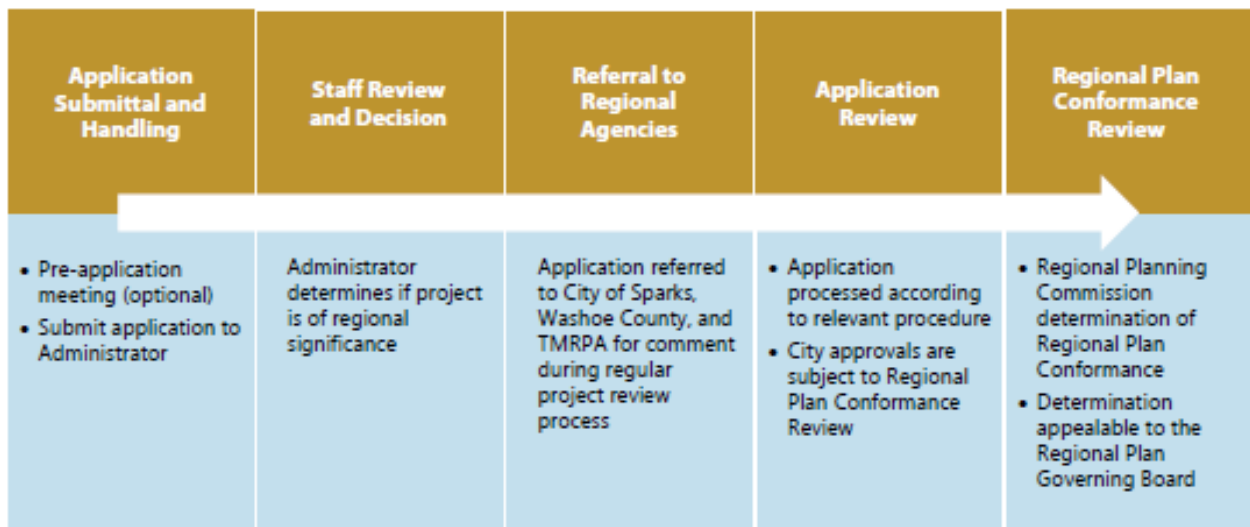 Application
Submittal and
Handling
Staff Review
and Decision
Referral to
Regional
Agencies
Application
Review
Regional Plan
Conformance
Review
• Pre-application
meeting (optional)
• Submit application to
Administrator
Administrator
determines if project
is of regional
significance
Application referred
to City of Sparks,
Washoe County, and
TMRPA for comment
during regular
project review
process
• Application
processed according
to relevant procedure
• City approvals are
subject to Regional
Plan Conformance
Review
• Regional Planning
Commission
determination of
Regional Plan
Conformance
• Determination
appealable to the
Regional Plan
Governing Board